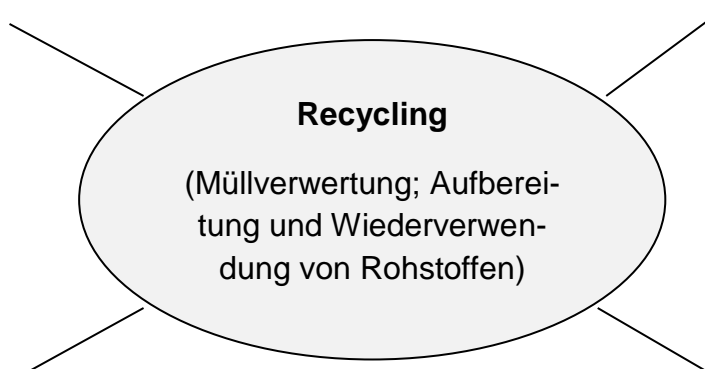 Recycling
(Müllverwertung; Aufberei-
tung und Wiederverwen-
dung von Rohstoffen)